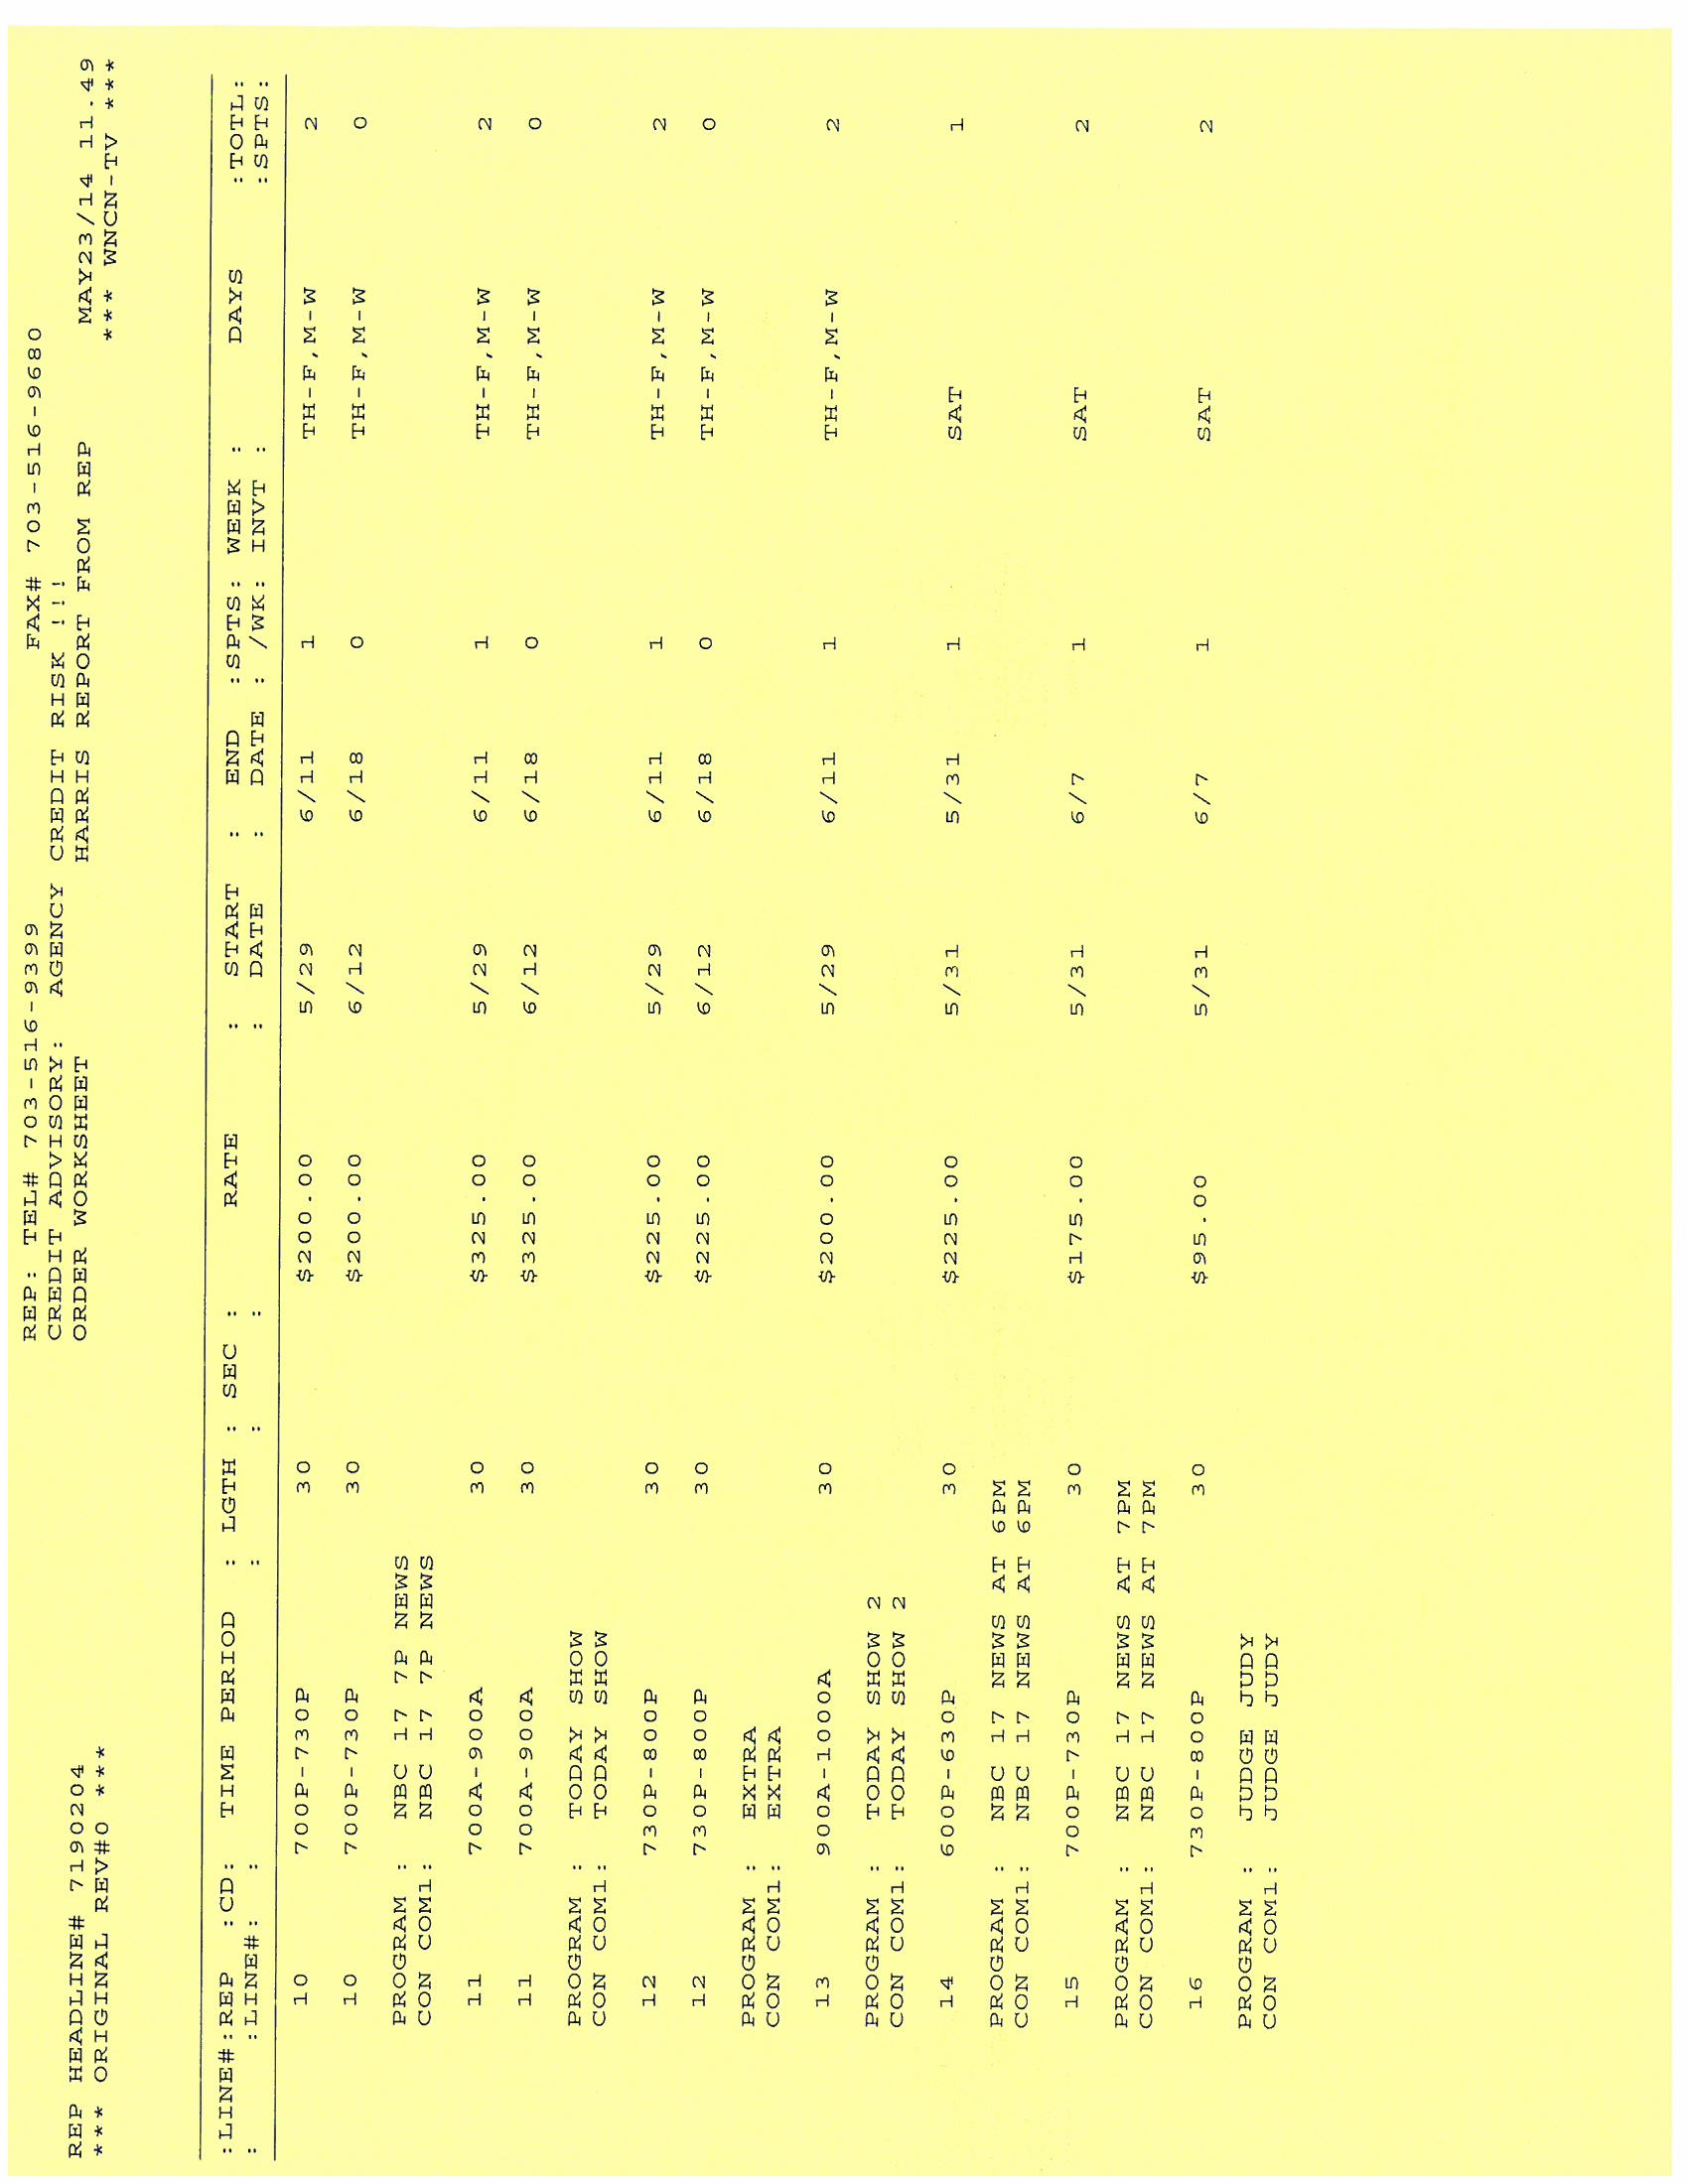 REP: TEL# 703-516-9399 FAX# 703-516-9680
CREDIT ADVISORY: AGENCY CREDIT RISK !!!
REP HEADLINE# 7190204 ORDER WORKSHEET HARRIS REPORT FROM REP MAY23/14 11.49
*** ORIGINAL REV#0 *** *** WNCN-TV ***
:LINE#:REP :CD: TIME PERIOD : LGTH : SEC : RATE : START : END :SPTS: WEEK : DAYS :TOTL:
: :LINE#: : : : : DATE : DATE : /WK: INVT : :SPTS:
10 700P-730P 30 $200.00 5/29 6/11 1 TH-F,M-W 2
10 700P-730P 30 $200.00 6/12 6/18 0 TH-F,M-W 0
PROGRAM : NBC 17 7P NEWS
CON COM1: NBC 17 7P NEWS
11 700A-900A 30 $325.00 5/29 6/11 1 TH-F,M-W 2
11 700A-900A 30 $325.00 6/12 6/18 0 TH-F,M-W 0
PROGRAM : TODAY SHOW
CON COM1: TODAY SHOW
12 730P-800P 30 $225.00 5/29 6/11 1 TH-F,M-W 2
12 730P-800P 30 $225.00 6/12 6/18 0 TH-F,M-W 0
PROGRAM : EXTRA
CON COM1: EXTRA
13 900A-1000A 30 $200.00 5/29 6/11 1 TH-F,M-W 2
PROGRAM : TODAY SHOW 2
CON COM1: TODAY SHOW 2
14 600P-630P 30 $225.00 5/31 5/31 1 SAT 1
PROGRAM : NBC 17 NEWS AT 6PM
CON COM1: NBC 17 NEWS AT 6PM
15 700P-730P 30 $175.00 5/31 6/7 1 SAT 2
PROGRAM : NBC 17 NEWS AT 7PM
CON COM1: NBC 17 NEWS AT 7PM
16 730P-800P 30 $95.00 5/31 6/7 1 SAT 2
PROGRAM : JUDGE JUDY
CON COM1: JUDGE JUDY